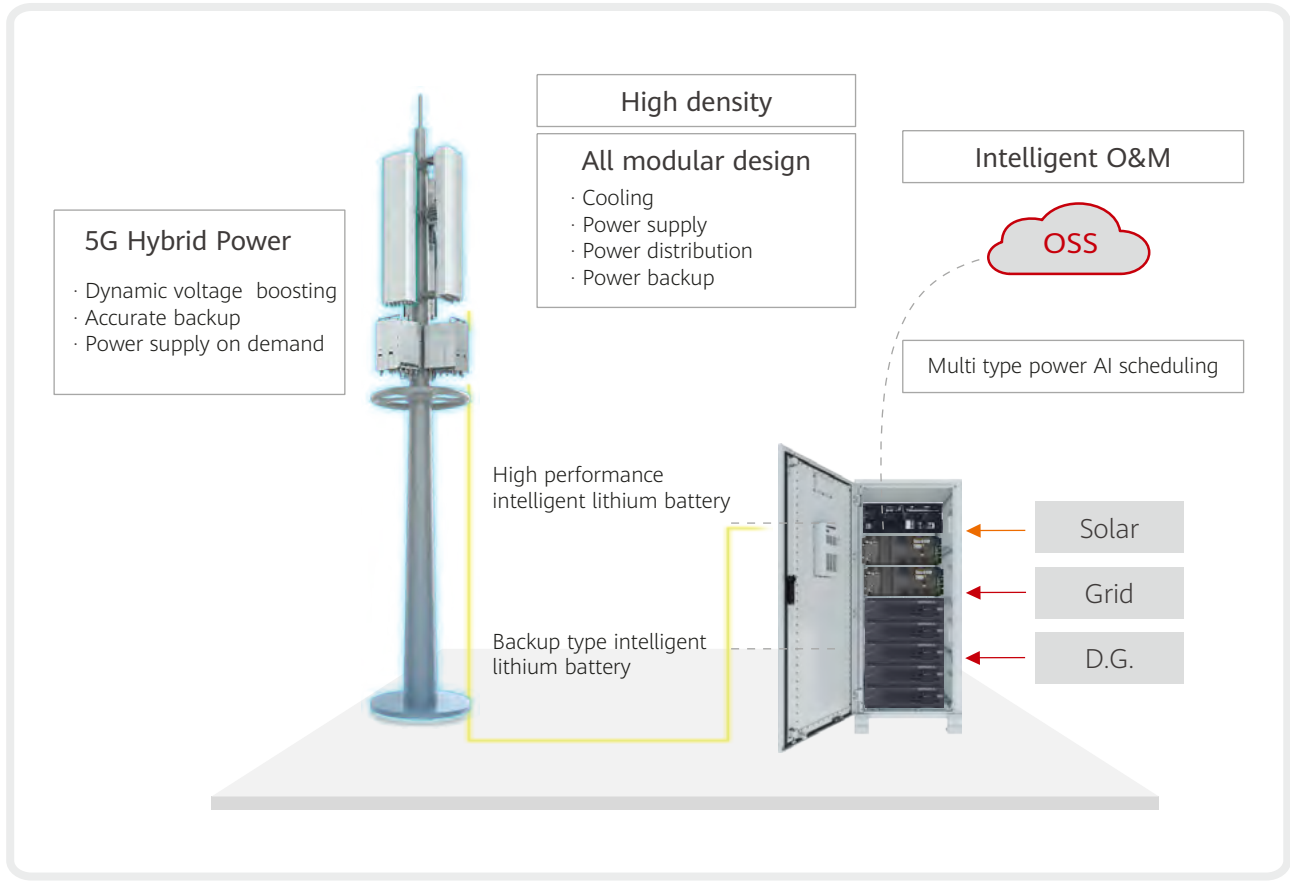 High density
All modular design
· Cooling
· Power supply
· Power distribution
· Power backup
Intelligent O&M
OSS
5G Hybrid Power
· Dynamic voltage boosting
· Accurate backup
· Power supply on demand
Multi type power AI scheduling
High performance
intelligent lithium battery
Solar
Grid
Backup type intelligent
lithium battery
D.G.